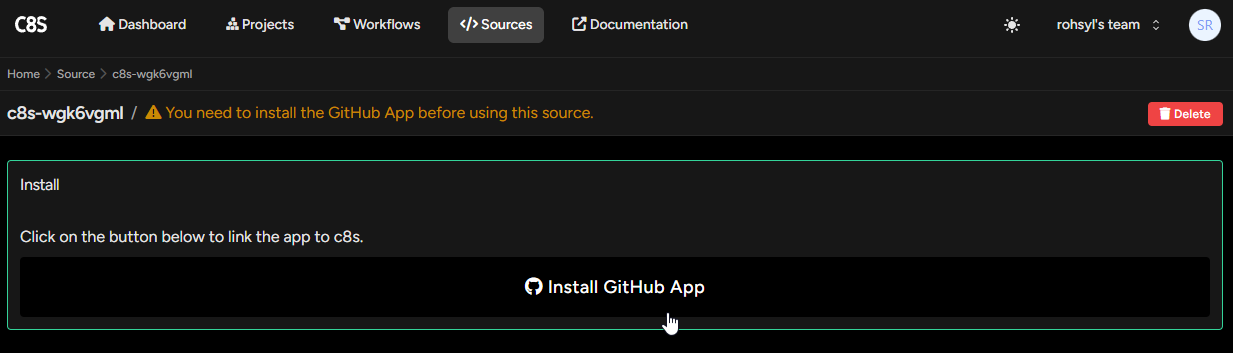 C8S Dashboard Projects Workflows Sources Documentation rohsyl's team SR
Home Source c8s-wgk6vgml
c8s-wgk6vgml / You need to install the GitHub App before using this source. Delete
Install
Click on the button below to link the app to c8s.
Install GitHub App